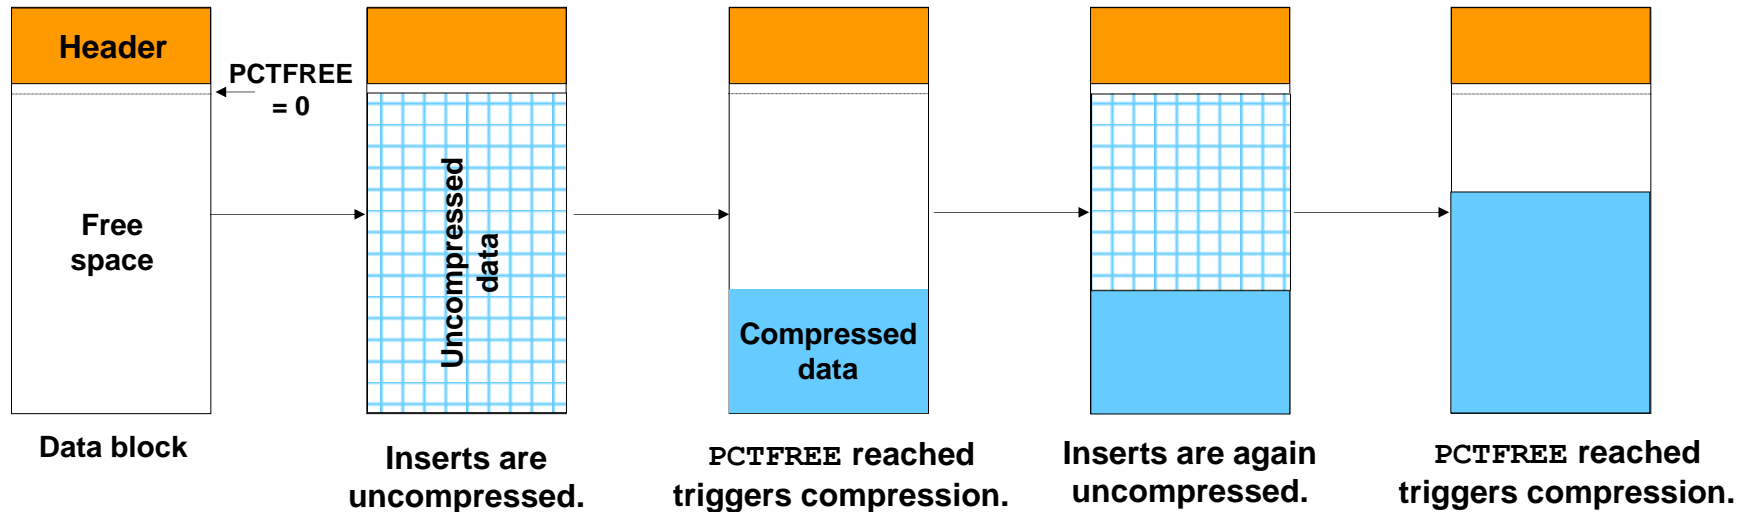 Header
PCTFREE
= 0
Free
space
Uncompressed
data
Compressed
data
Data block
Inserts are
uncompressed.
PCTFREE reached
triggers compression.
Inserts are again
uncompressed.
PCTFREE reached
triggers compression.